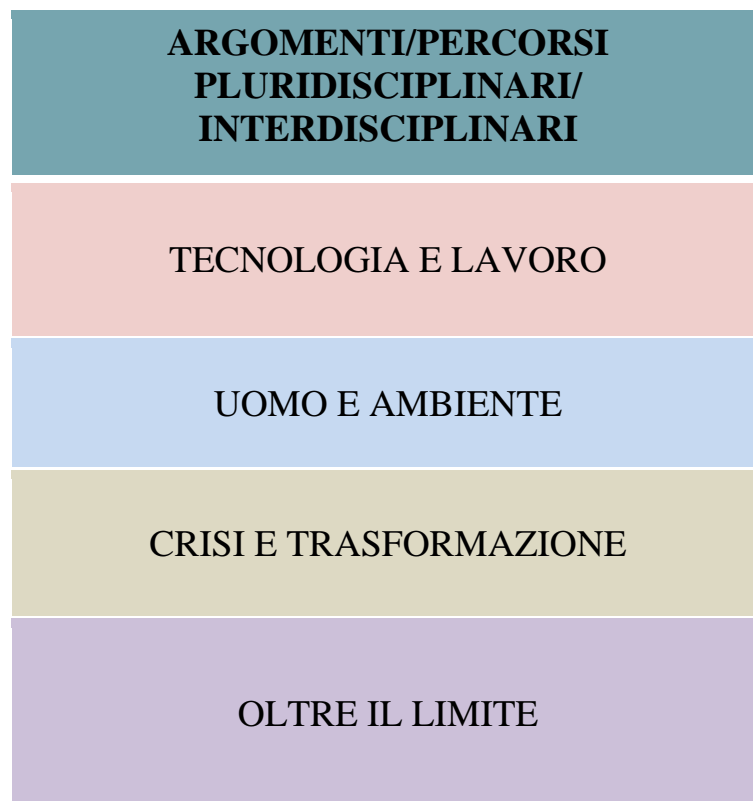 ARGOMENTI/PERCORSI
PLURIDISCIPLINARI/
INTERDISCIPLINARI
TECNOLOGIA E LAVORO
UOMO E AMBIENTE
CRISI E TRASFORMAZIONE
OLTRE IL LIMITE